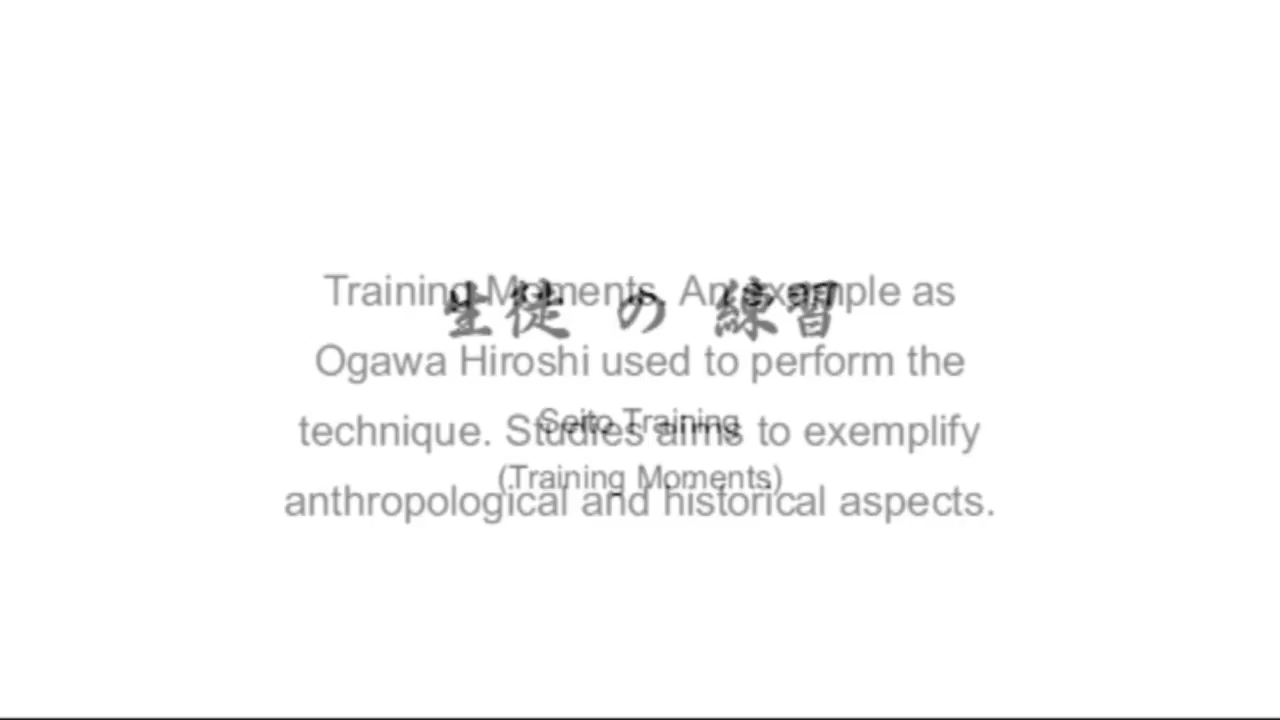 Training Moments. An example as
Ogawa Hiroshi used to perform the
technique. Studies aims to exemplify
anthropological and historical aspects.
生徒 の 練習
Seito Training
(Training Moments)